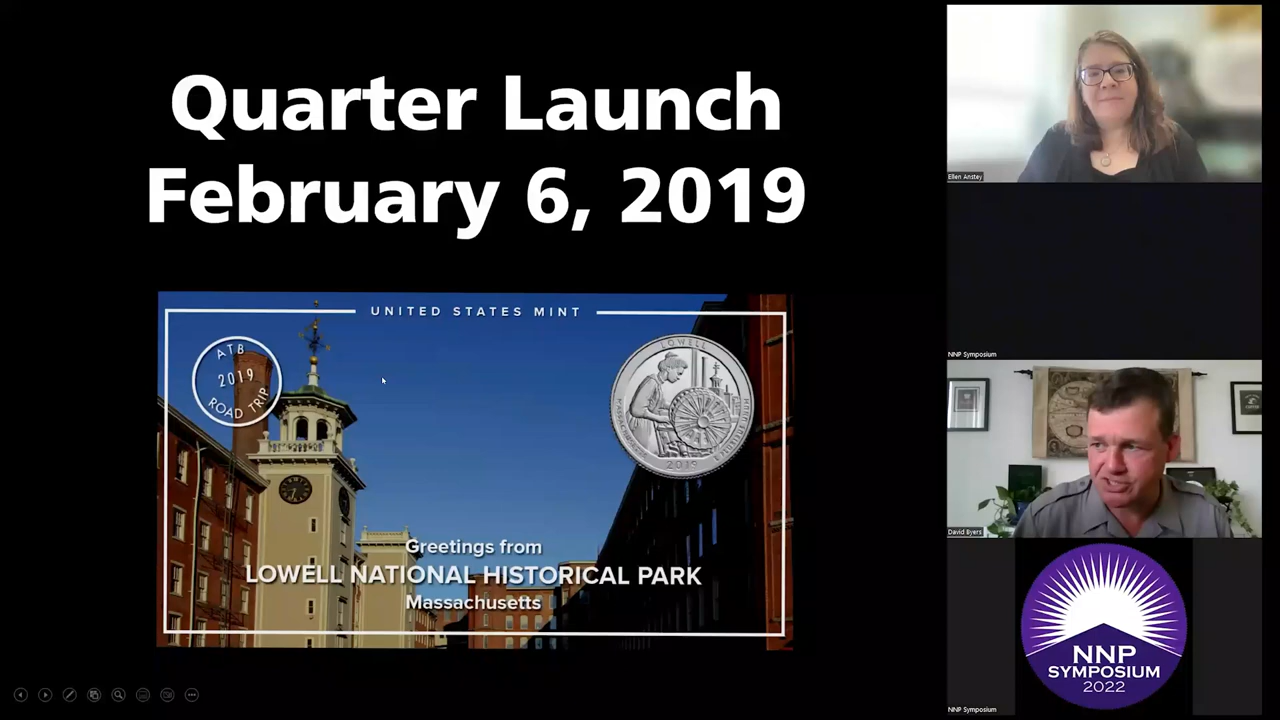 Quarter Launch
February 6, 2019
UNITED STATES MINT
ATB
2019
ROAD TRIP
LOWELL
MASSACHUSETTS
2019
Greetings from
LOWELL NATIONAL HISTORICAL PARK
Massachusetts
Ellen Anstey
NNP Symposium
David Byers
NNP
SYMPOSIUM
2022
NNP Symposium